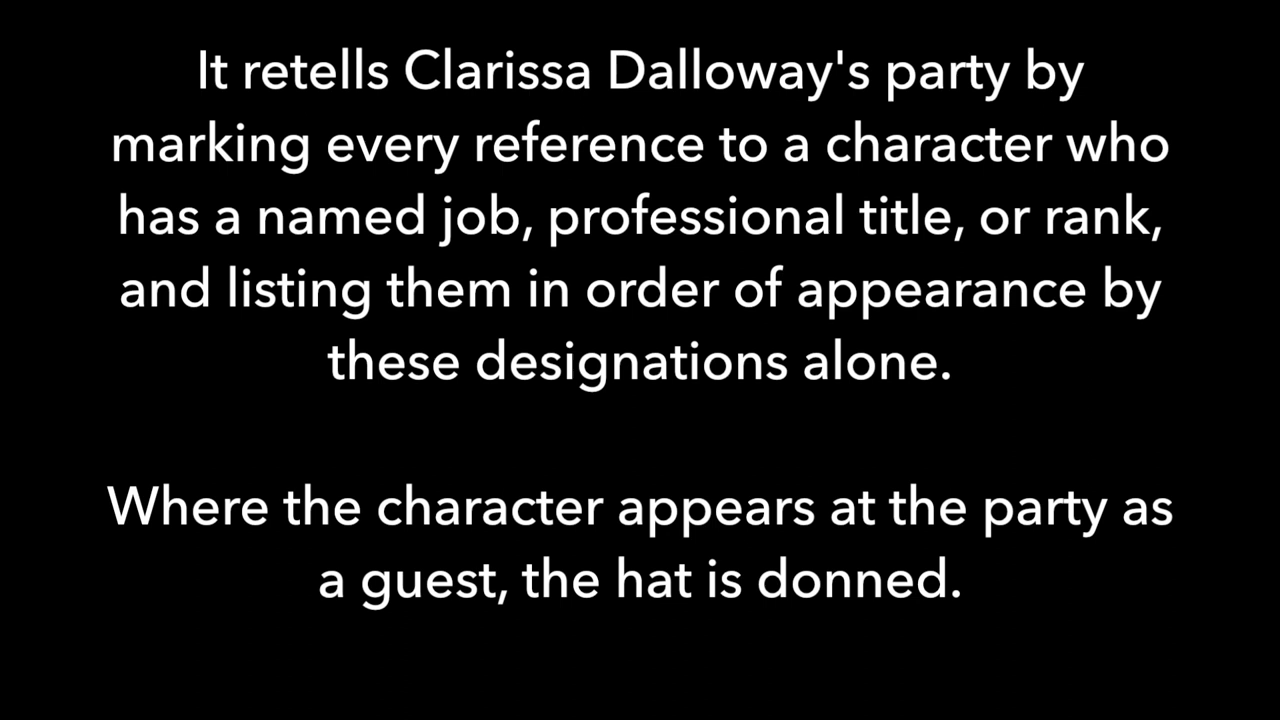 It retells Clarissa Dalloway's party by
marking every reference to a character who
has a named job, professional title, or rank,
and listing them in order of appearance by
these designations alone.
Where the character appears at the party as
a guest, the hat is donned.